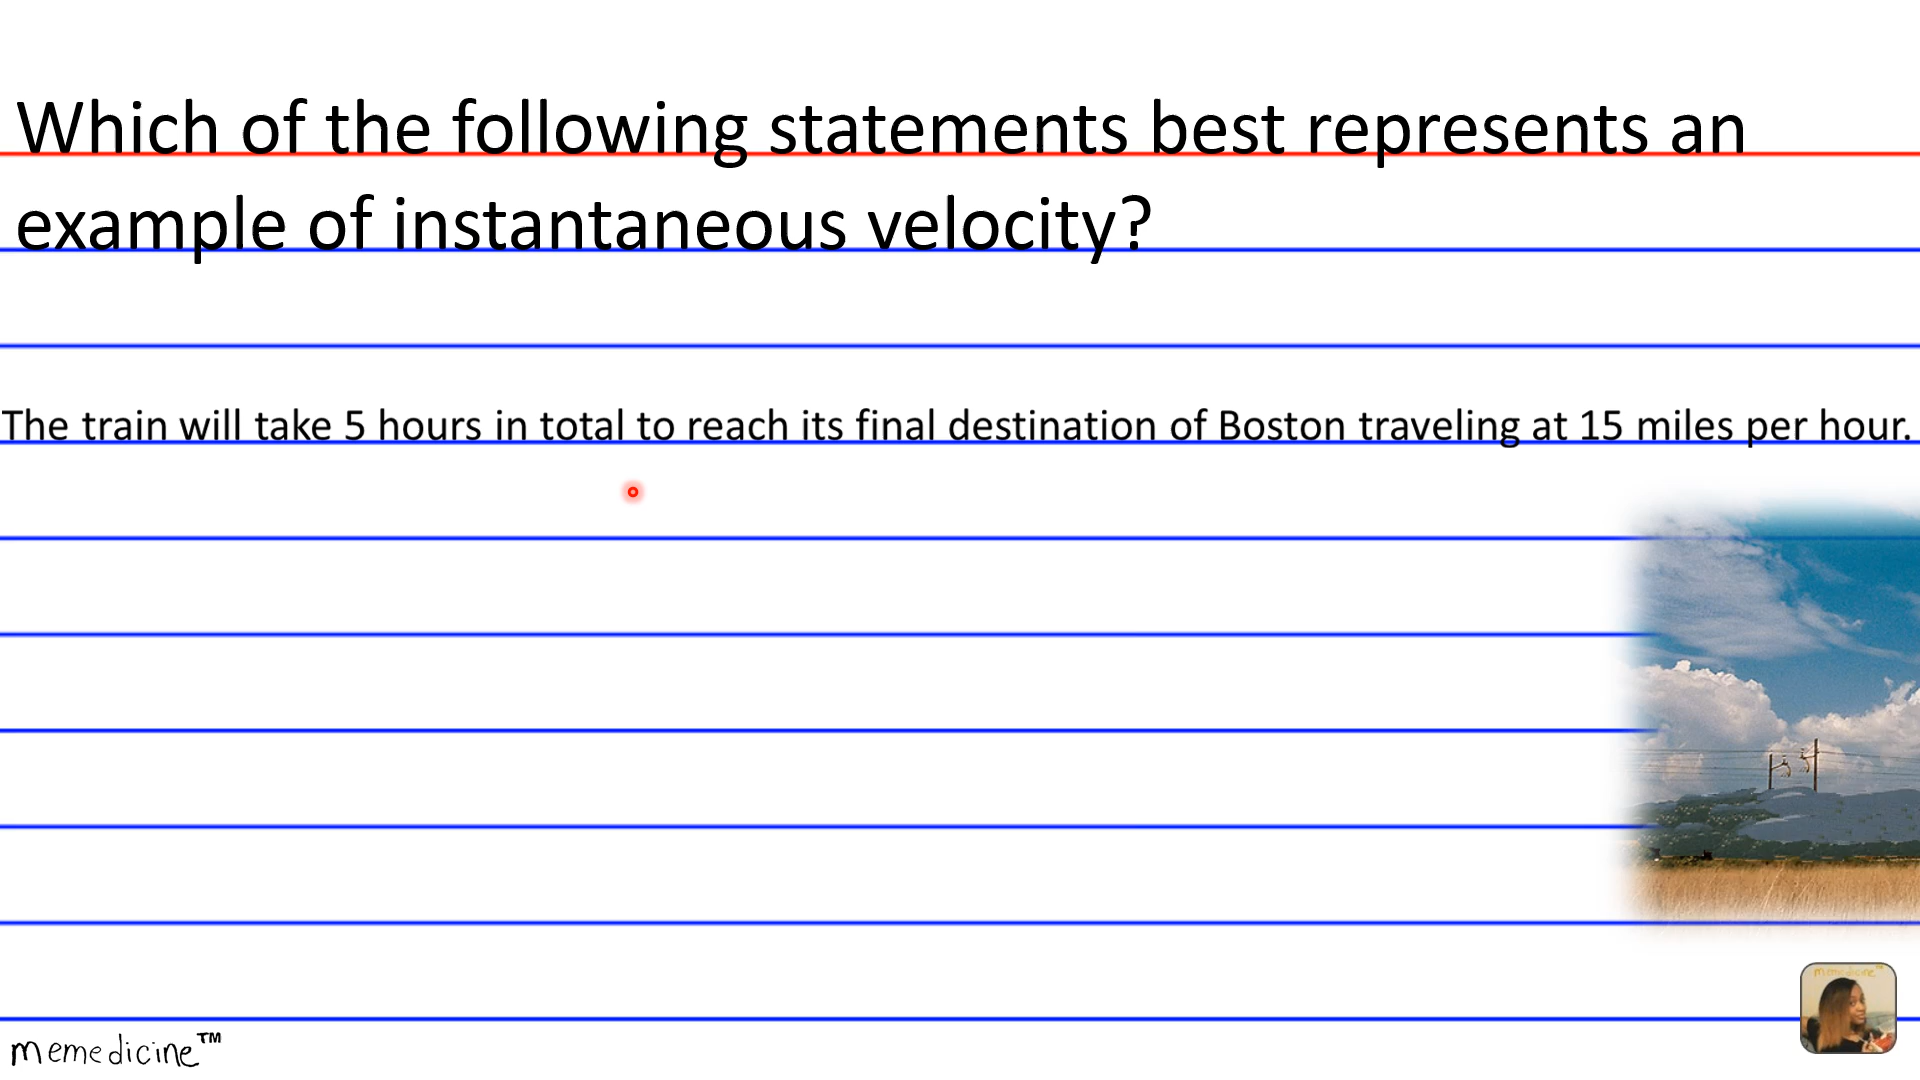 Which of the following statements best represents an
example of instantaneous velocity?
The train will take 5 hours in total to reach its final destination of Boston traveling at 15 miles per hour.
memedicine™
memedicine™